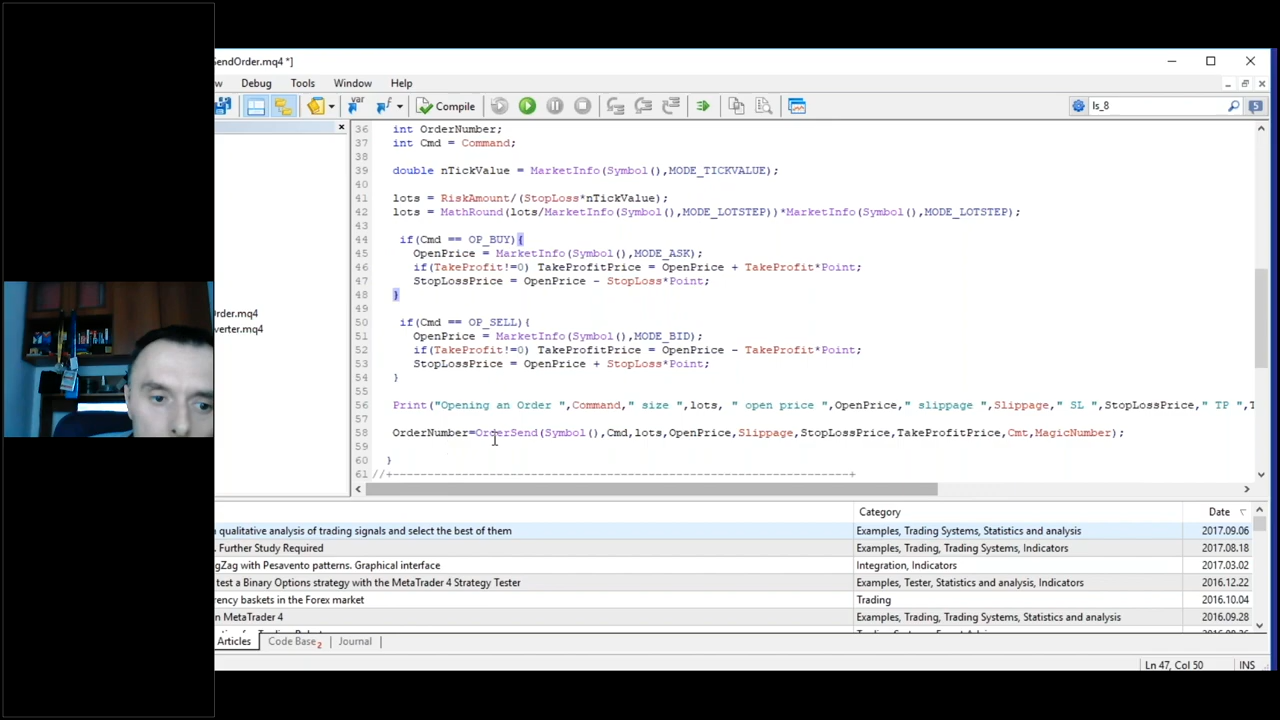 SendOrder.mq4 *]
w Debug Tools Window Help
Compile
ls_8
rder.mq4
verter.mq4
36 int OrderNumber;
37 int Cmd = Command;
38
39 double nTickValue = MarketInfo(Symbol(),MODE_TICKVALUE);
40
41 lots = RiskAmount/(StopLoss*nTickValue);
42 lots = MathRound(lots/MarketInfo(Symbol(),MODE_LOTSTEP))*MarketInfo(Symbol(),MODE_LOTSTEP);
43
44 if(Cmd == OP_BUY){
45 OpenPrice = MarketInfo(Symbol(),MODE_ASK);
46 if(TakeProfit!=0) TakeProfitPrice = OpenPrice + TakeProfit*Point;
47 StopLossPrice = OpenPrice - StopLoss*Point;
48 }
49
50 if(Cmd == OP_SELL){
51 OpenPrice = MarketInfo(Symbol(),MODE_BID);
52 if(TakeProfit!=0) TakeProfitPrice = OpenPrice - TakeProfit*Point;
53 StopLossPrice = OpenPrice + StopLoss*Point;
54 }
55
56 Print("Opening an Order ",Command," size ",lots, " open price ",OpenPrice," slippage ",Slippage," SL ",StopLossPrice," TP ",T
57
58 OrderNumber=OrderSend(Symbol(),Cmd,lots,OpenPrice,Slippage,StopLossPrice,TakeProfitPrice,Cmt,MagicNumber);
59
60 }
61 //+------------------------------------------------------------------+
Category Date
qualitative analysis of trading signals and select the best of them Examples, Trading Systems, Statistics and analysis 2017.09.06
. Further Study Required Examples, Trading, Trading Systems, Indicators 2017.08.18
gZag with Pesavento patterns. Graphical interface Integration, Indicators 2017.03.02
test a Binary Options strategy with the MetaTrader 4 Strategy Tester Examples, Tester, Statistics and analysis, Indicators 2016.12.22
rency baskets in the Forex market Trading 2016.10.04
n MetaTrader 4 Examples, Trading, Trading Systems, Statistics and analysis 2016.09.28
Articles Code Base 2 Journal
Ln 47, Col 50 INS